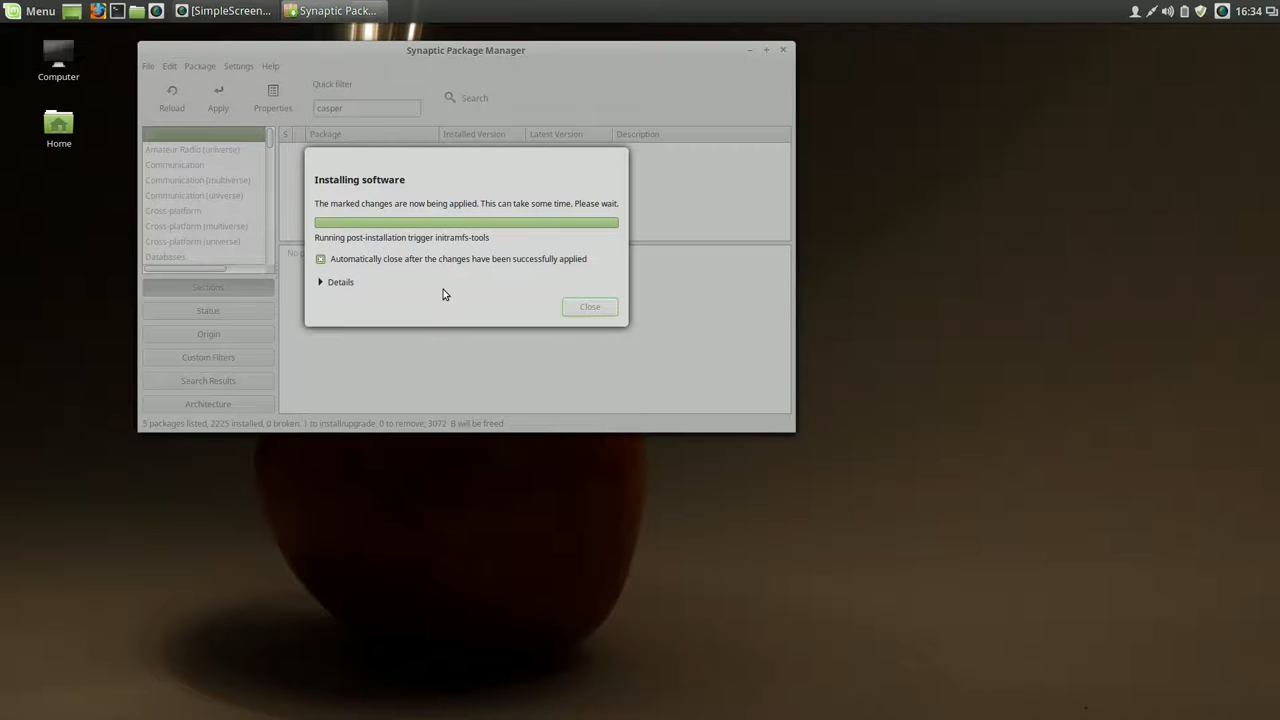 Menu
[SimpleScreen...
Synaptic Pack...
16:34
Computer
Home
Synaptic Package Manager
File Edit Package Settings Help
Reload
Apply
Properties
Quick filter
casper
Search
S Package Installed Version Latest Version Description
Amateur Radio (universe)
Communication
Communication (multiverse)
Communication (universe)
Cross-platform
Cross-platform (multiverse)
Cross-platform (universe)
Databases
Sections
Status
Origin
Custom Filters
Search Results
Architecture
No p
Installing software
The marked changes are now being applied. This can take some time. Please wait.
Running post-installation trigger initramfs-tools
Automatically close after the changes have been successfully applied
Details
Close
5 packages listed, 2225 installed, 0 broken. 1 to install/upgrade, 0 to remove, 3072 B will be freed